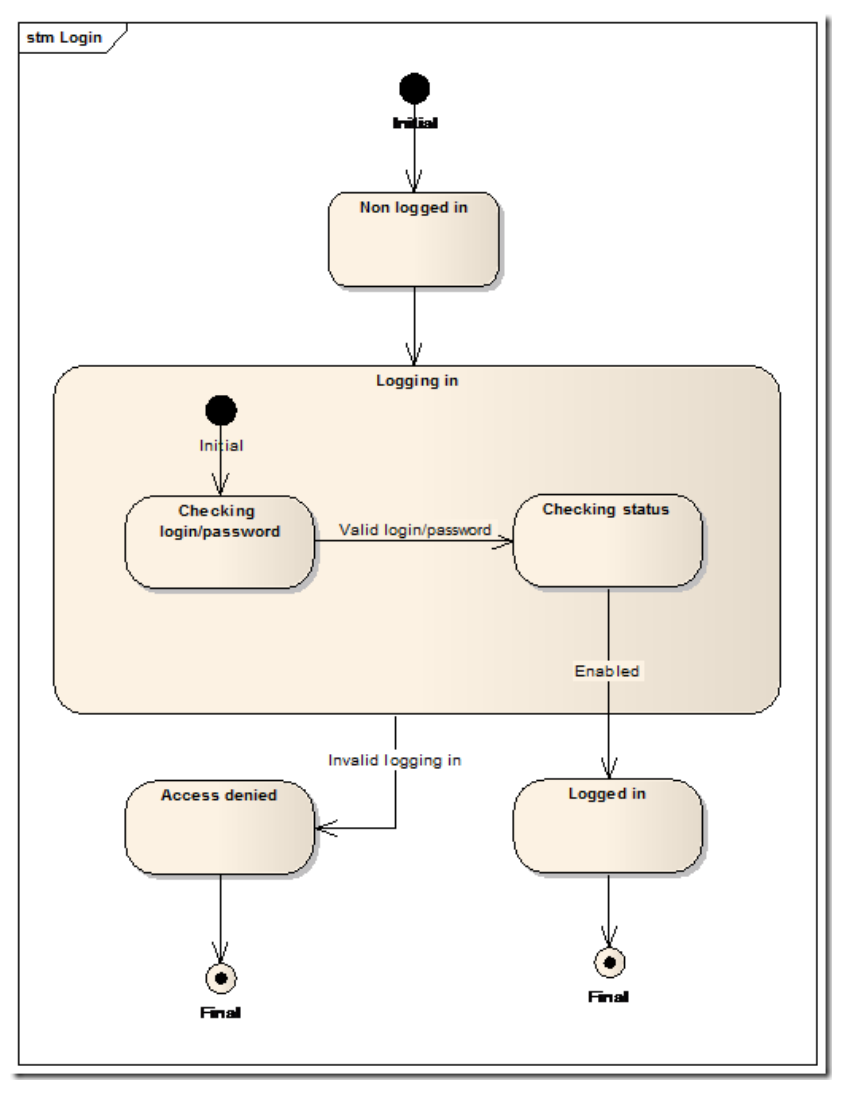 stm Login
Initial
Non logged in
Logging in
Initial
Checking
login/password
Valid login/password
Checking status
Enabled
Invalid logging in
Access denied
Logged in
Final
Final